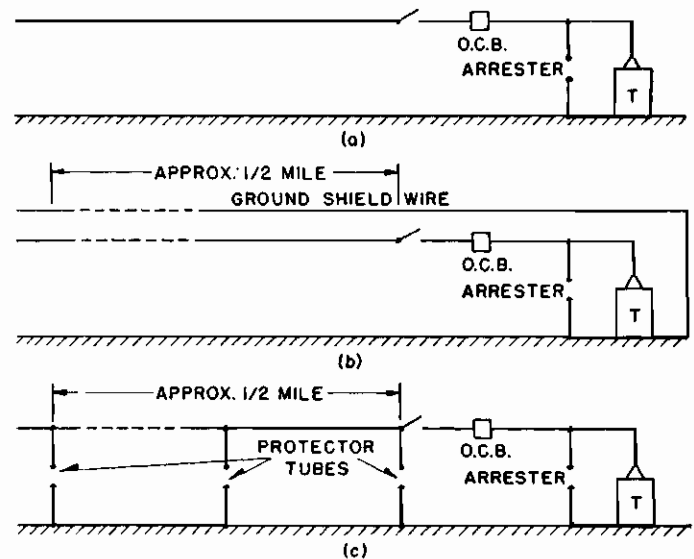 O.C.B.
ARRESTER
T
(a)
APPROX. 1/2 MILE
GROUND SHIELD WIRE
O.C.B.
ARRESTER
T
(b)
APPROX. 1/2 MILE
PROTECTOR
TUBES
O.C.B.
ARRESTER
T
(c)